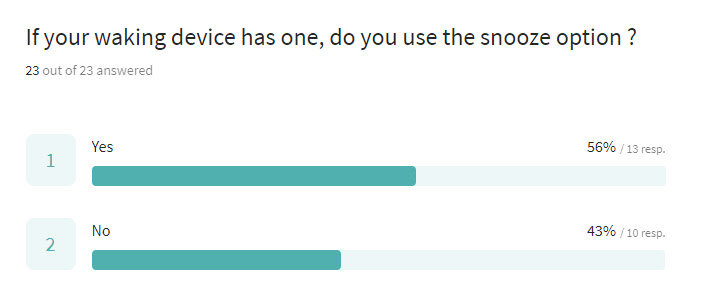 If your waking device has one, do you use the snooze option ?
23 out of 23 answered
1 Yes 56% / 13 resp.
2 No 43% / 10 resp.